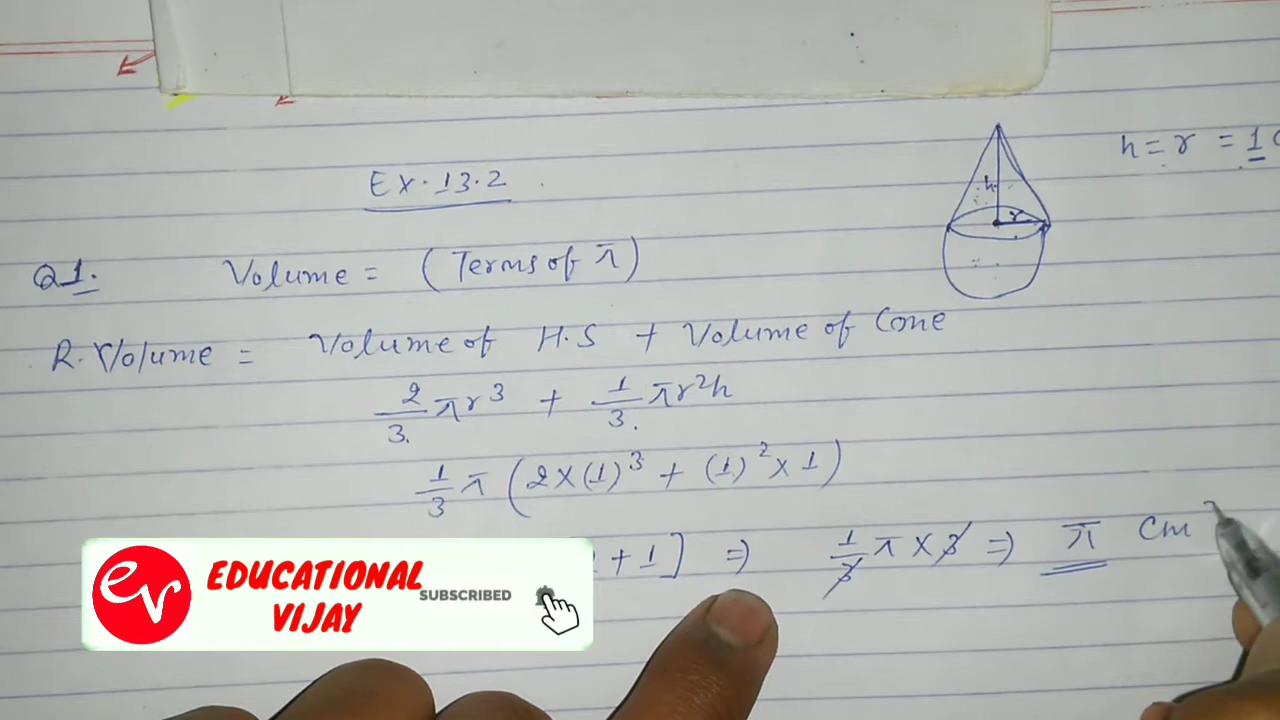 h = r = 1
Ex. 13.2
h
r
Q1. Volume = (Terms of π)
R. Volume = Volume of H.S + Volume of Cone
2/3 πr³ + 1/3 πr²h
1/3 π (2×(1)³ + (1)²×1)
+ 1] ⇒ 1/3 π × 3 ⇒ π cm
EDUCATIONAL
VIJAY
SUBSCRIBED
ev